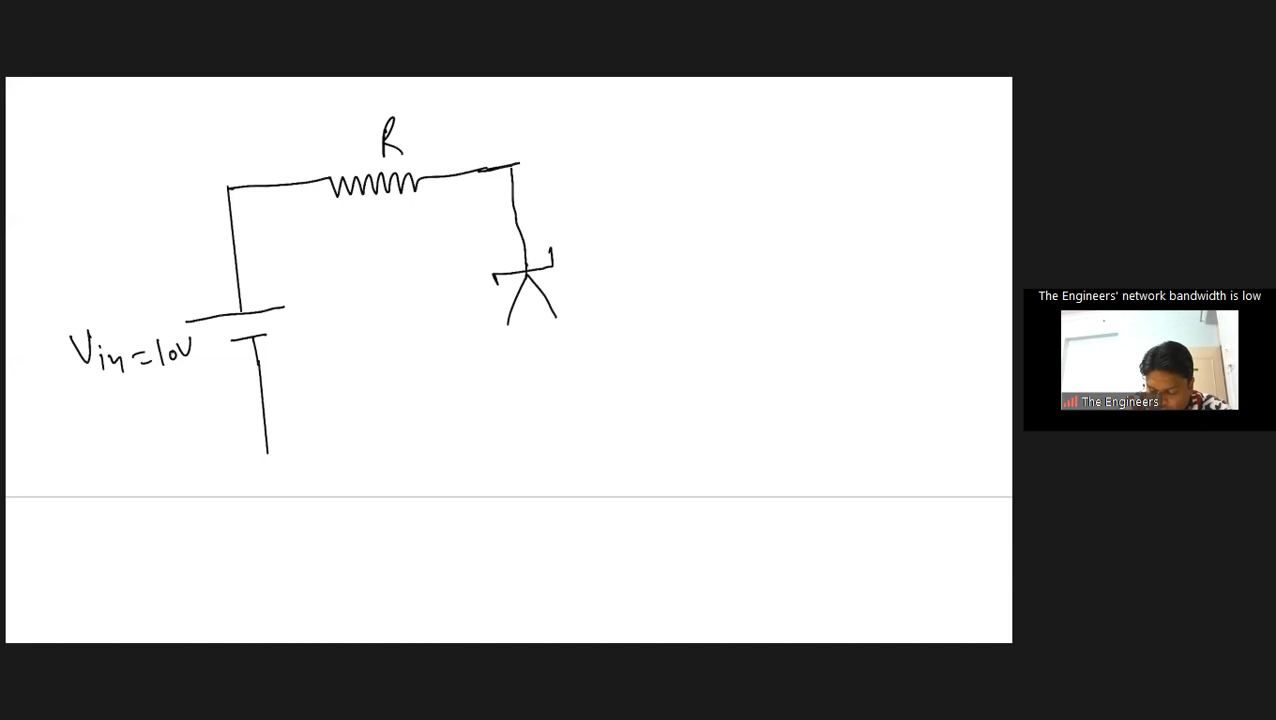 R
Vin=10V
The Engineers' network bandwidth is low
The Engineers